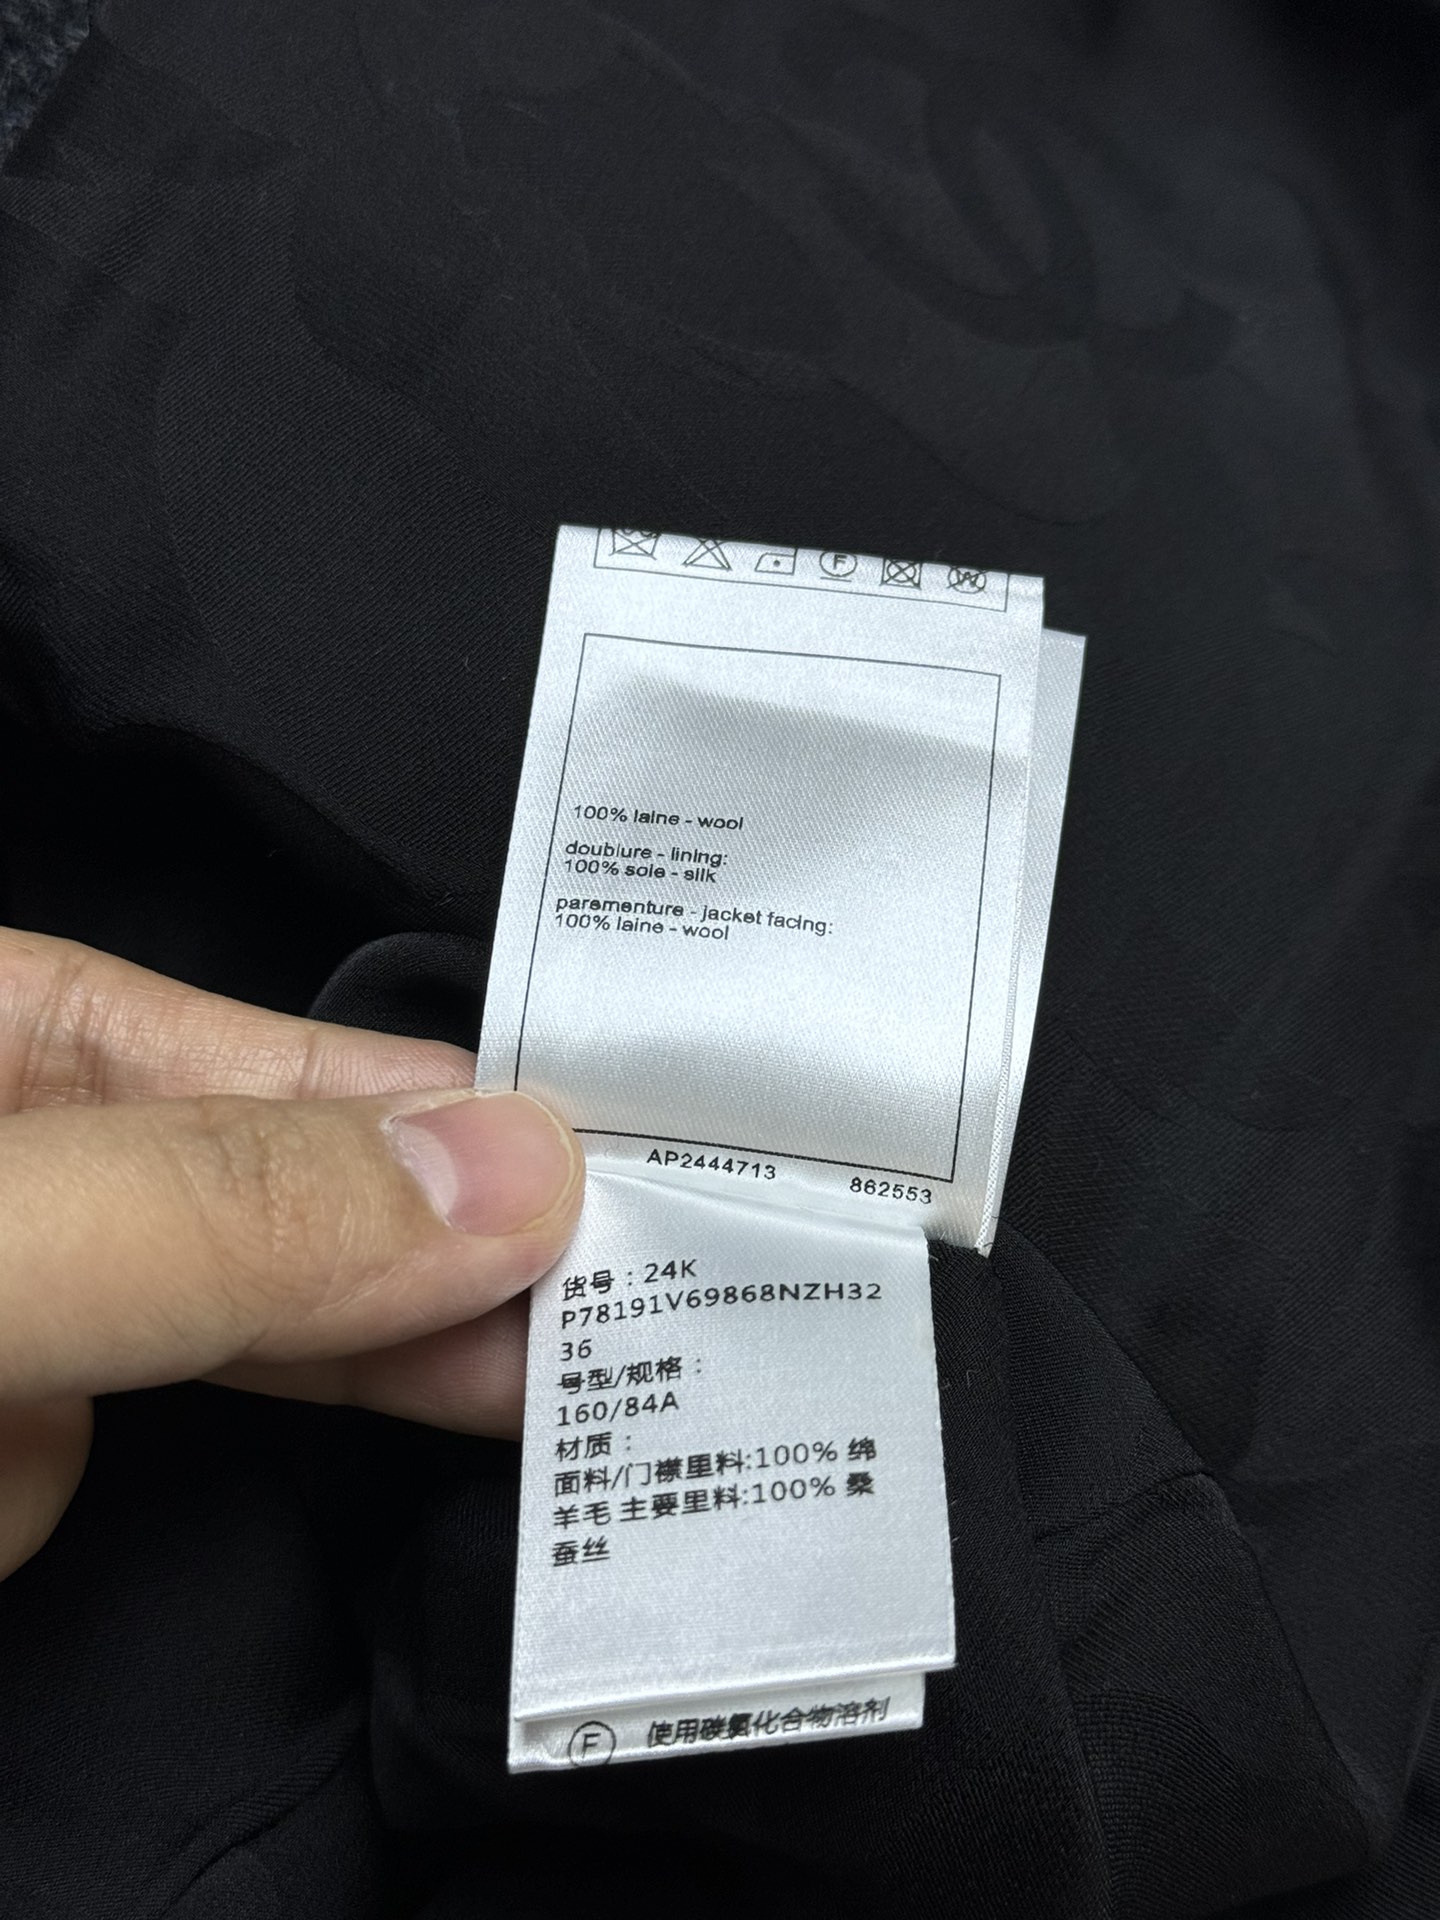 F
W
100% laine - wool
doublure - lining:
100% soie - silk
parementure - jacket facing:
100% laine - wool
AP2444713 862553
货号：24K
P78191V69868NZH32
36
号型/规格：
160/84A
材质：
面料/门襟里料:100% 绵
羊毛 主要里料:100% 桑
蚕丝
F 使用碳氢化合物溶剂